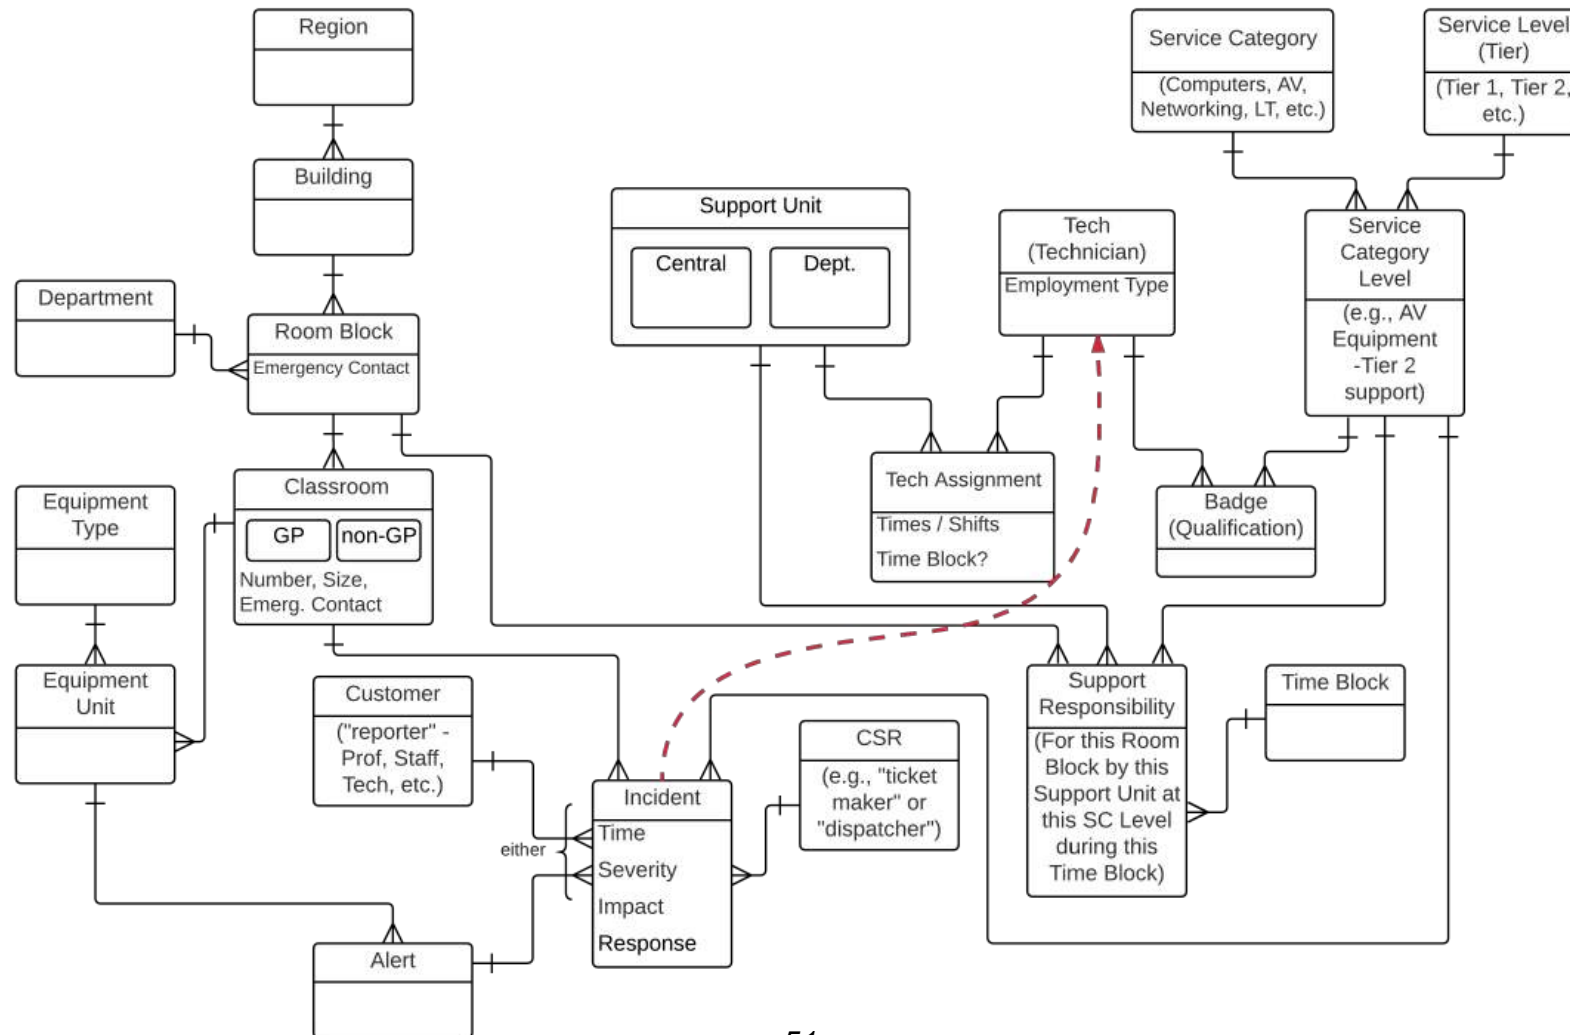 Region
Building
Department
Room Block
Emergency Contact
Classroom
GP
non-GP
Number, Size,
Emerg. Contact
Equipment
Type
Equipment
Unit
Customer
("reporter" -
Prof, Staff,
Tech, etc.)
either
Alert
Incident
Time
Severity
Impact
Response
CSR
(e.g., "ticket
maker" or
"dispatcher")
Support Unit
Central
Dept.
Tech
(Technician)
Employment Type
Tech Assignment
Times / Shifts
Time Block?
Badge
(Qualification)
Service Category
(Computers, AV,
Networking, LT, etc.)
Service Level
(Tier)
(Tier 1, Tier 2,
etc.)
Service
Category
Level
(e.g., AV
Equipment
-Tier 2
support)
Support
Responsibility
(For this Room
Block by this
Support Unit at
this SC Level
during this
Time Block)
Time Block